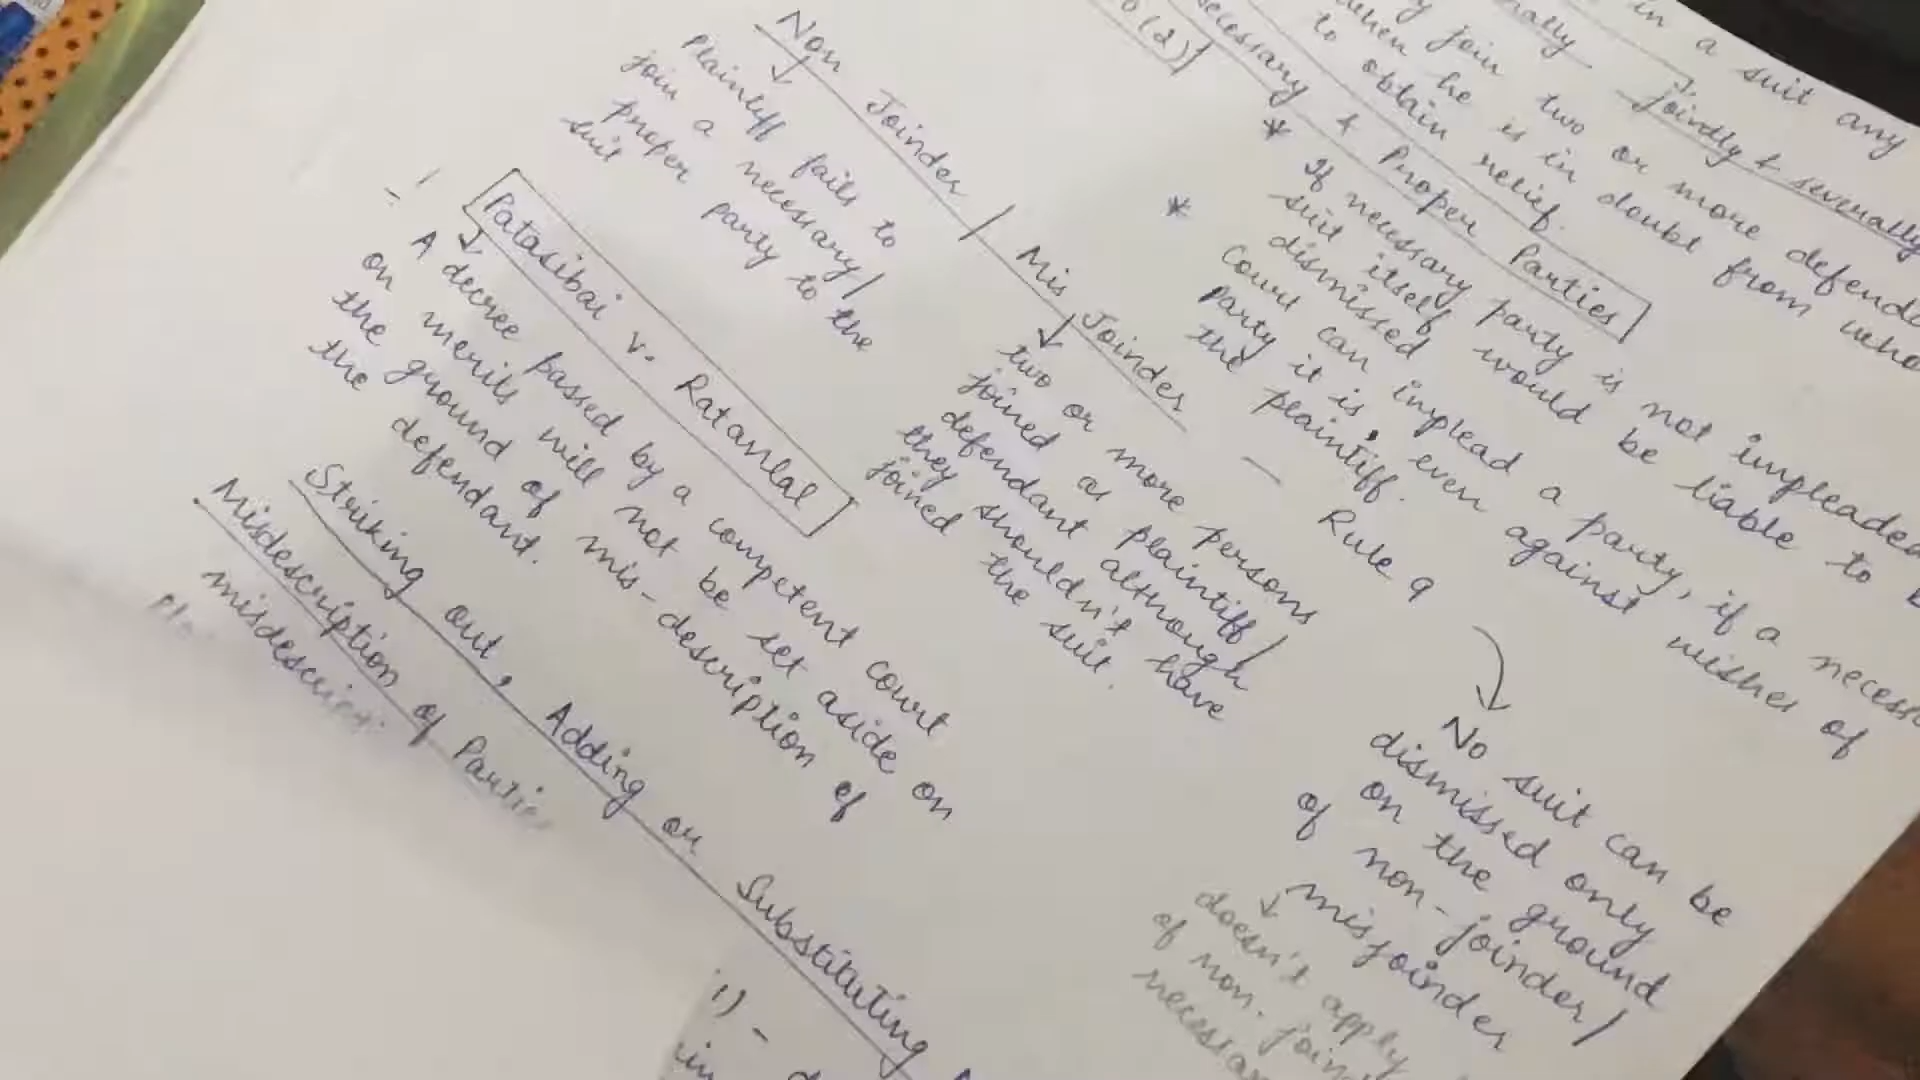 in a suit any
jointly & severally
join two or more defend
when he is in doubt from who
to obtain relief.
& Proper Parties
* If necessary party is not impleaded
suit itself would be liable to
dismissed
* Court can implead a party, if a necess
party it is, even against wishes of
the plaintiff.
Non Joinder / Mis Joinder — Rule 9
Plaintiff fails to
join a necessary/
proper party to the
suit
two or more persons
joined as plaintiff/
defendant although
they shouldn't have
joined the suit.
No suit can be
dismissed only
on the ground
of non-joinder/
misjoinder
doesn't apply
of non-join
necessar
Patasibai v. Ratanlal
A decree passed by a competent court
on merits will not be set aside on
the ground of mis-description of
the defendant.
Striking out, Adding or Substituting
Misdescription of Parties